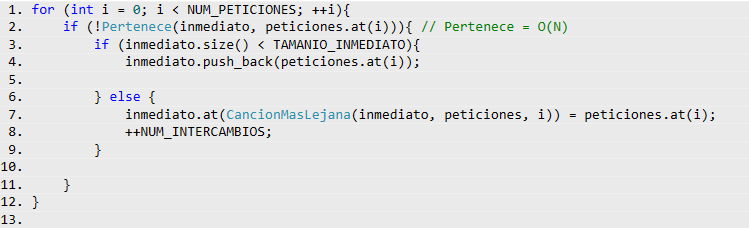 1. for (int i = 0; i < NUM_PETICIONES; ++i){
2. if (!Pertenece(inmediato, peticiones.at(i))){ // Pertenece = O(N)
3. if (inmediato.size() < TAMANIO_INMEDIATO){
4. inmediato.push_back(peticiones.at(i));
5.
6. } else {
7. inmediato.at(CancionMasLejana(inmediato, peticiones, i)) = peticiones.at(i);
8. ++NUM_INTERCAMBIOS;
9. }
10.
11. }
12. }
13.